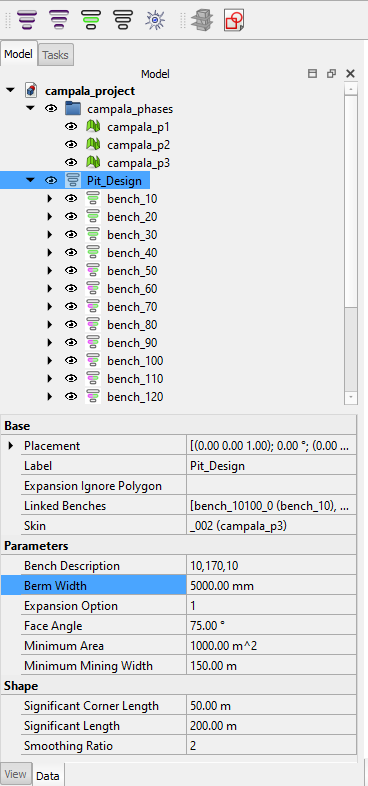 Model Tasks
Model
campala_project
campala_phases
campala_p1
campala_p2
campala_p3
Pit_Design
bench_10
bench_20
bench_30
bench_40
bench_50
bench_60
bench_70
bench_80
bench_90
bench_100
bench_110
bench_120
Base
Placement [(0.00 0.00 1.00); 0.00 °; (0.00 ...
Label Pit_Design
Expansion Ignore Polygon
Linked Benches [bench_10100_0 (bench_10), ...
Skin _002 (campala_p3)
Parameters
Bench Description 10,170,10
Berm Width 5000.00 mm
Expansion Option 1
Face Angle 75.00 °
Minimum Area 1000.00 m^2
Minimum Mining Width 150.00 m
Shape
Significant Corner Length 50.00 m
Significant Length 200.00 m
Smoothing Ratio 2
View Data